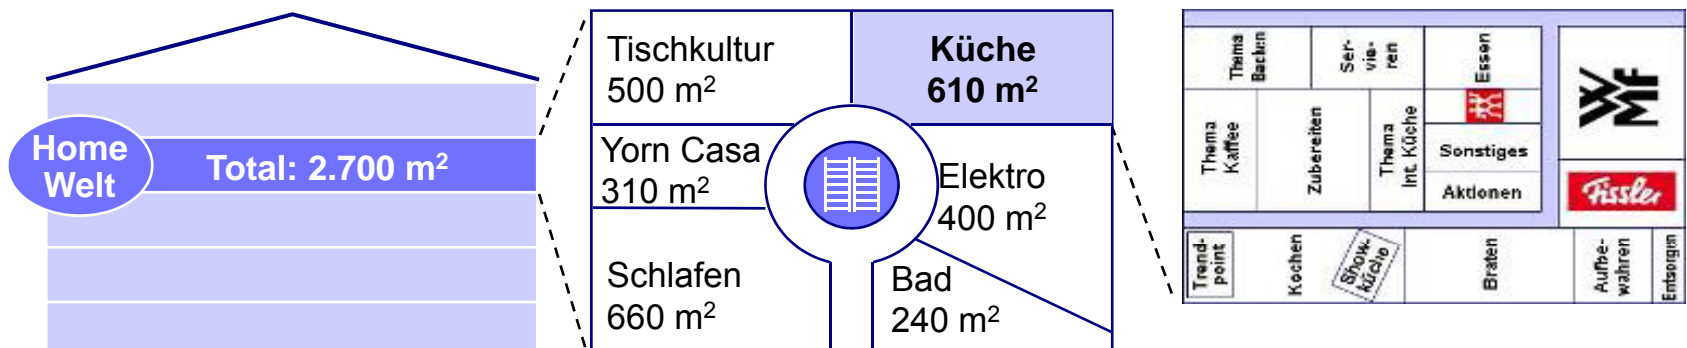 Home
Welt
Total: 2.700 m²
Tischkultur
500 m²
Küche
610 m²
Yorn Casa
310 m²
Elektro
400 m²
Schlafen
660 m²
Bad
240 m²
Thema
Backen
Ser-
vie-
ren
Essen
WMF
Thema
Kaffee
Zubereiten
Thema
Int. Küche
Sonstiges
Aktionen
Fissler
Trend-
point
Kochen
Show-
küche
Braten
Aufbe-
wahren
Entsorgen